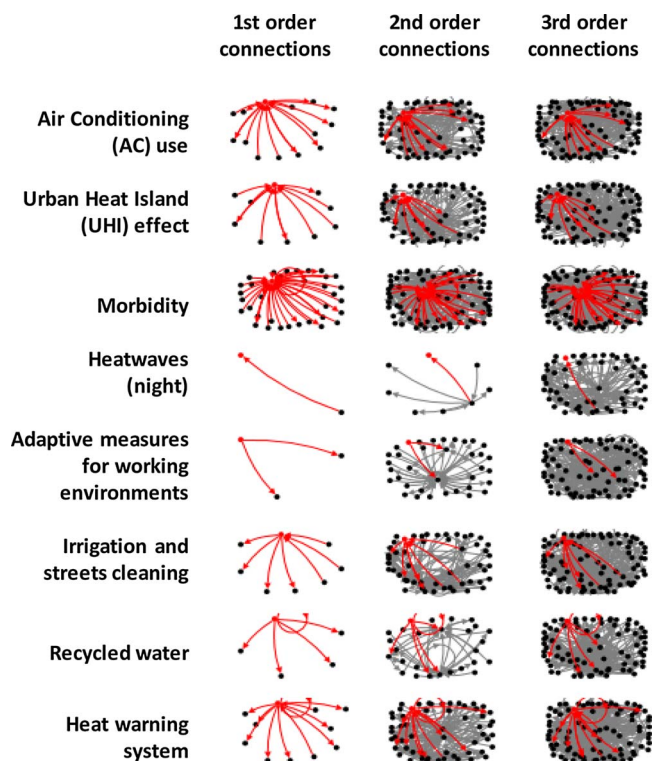 1st order
connections
2nd order
connections
3rd order
connections
Air Conditioning
(AC) use
Urban Heat Island
(UHI) effect
Morbidity
Heatwaves
(night)
Adaptive measures
for working
environments
Irrigation and
streets cleaning
Recycled water
Heat warning
system